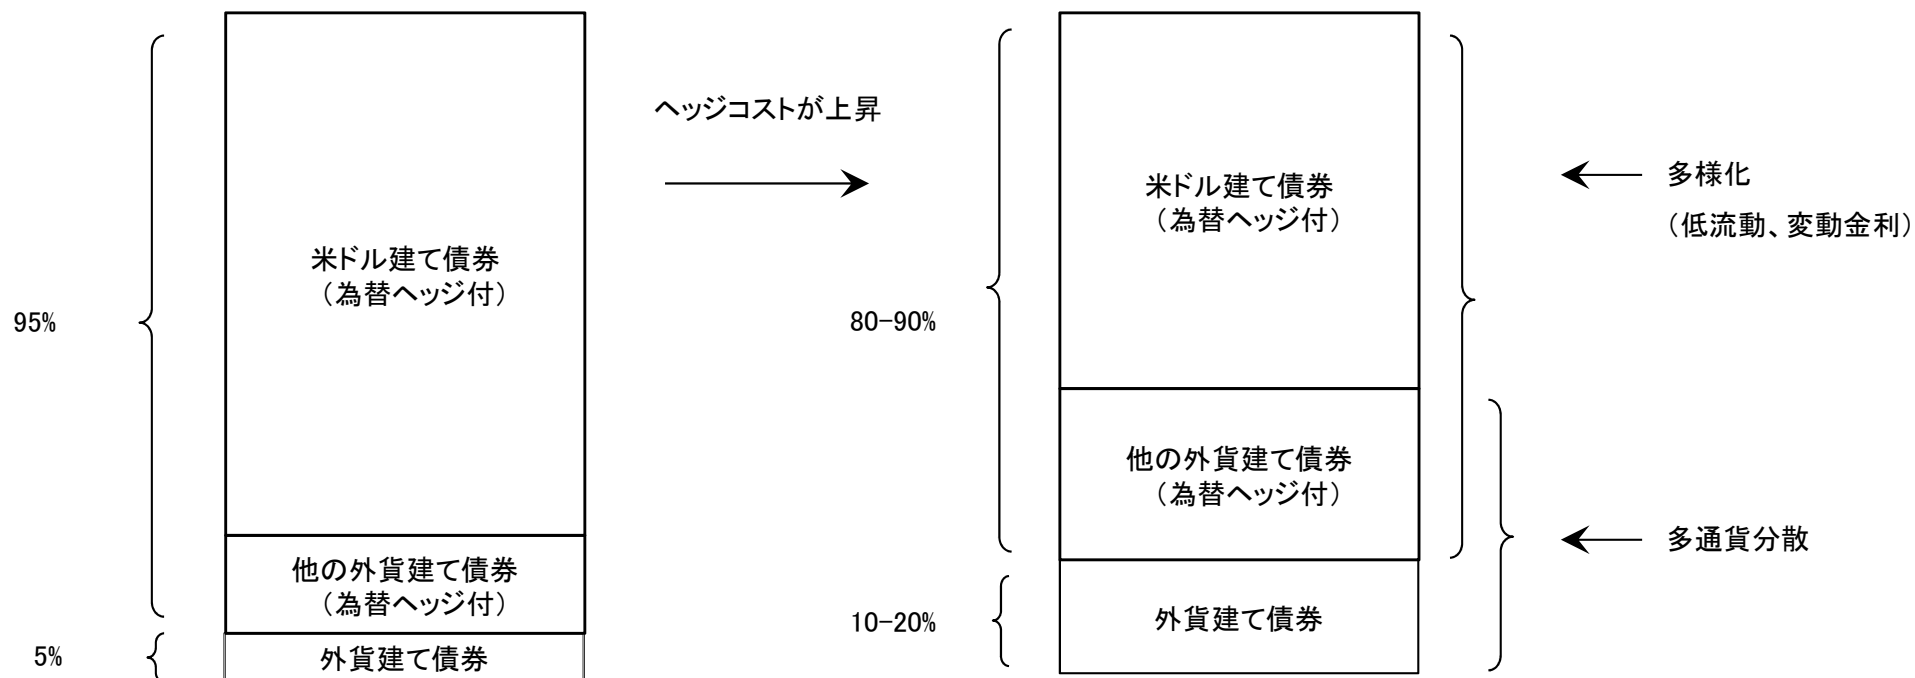 95%
米ドル建て債券
（為替ヘッジ付）
他の外貨建て債券
（為替ヘッジ付）
5%
外貨建て債券
ヘッジコストが上昇
80-90%
米ドル建て債券
（為替ヘッジ付）
他の外貨建て債券
（為替ヘッジ付）
10-20%
外貨建て債券
多様化
（低流動、変動金利）
多通貨分散